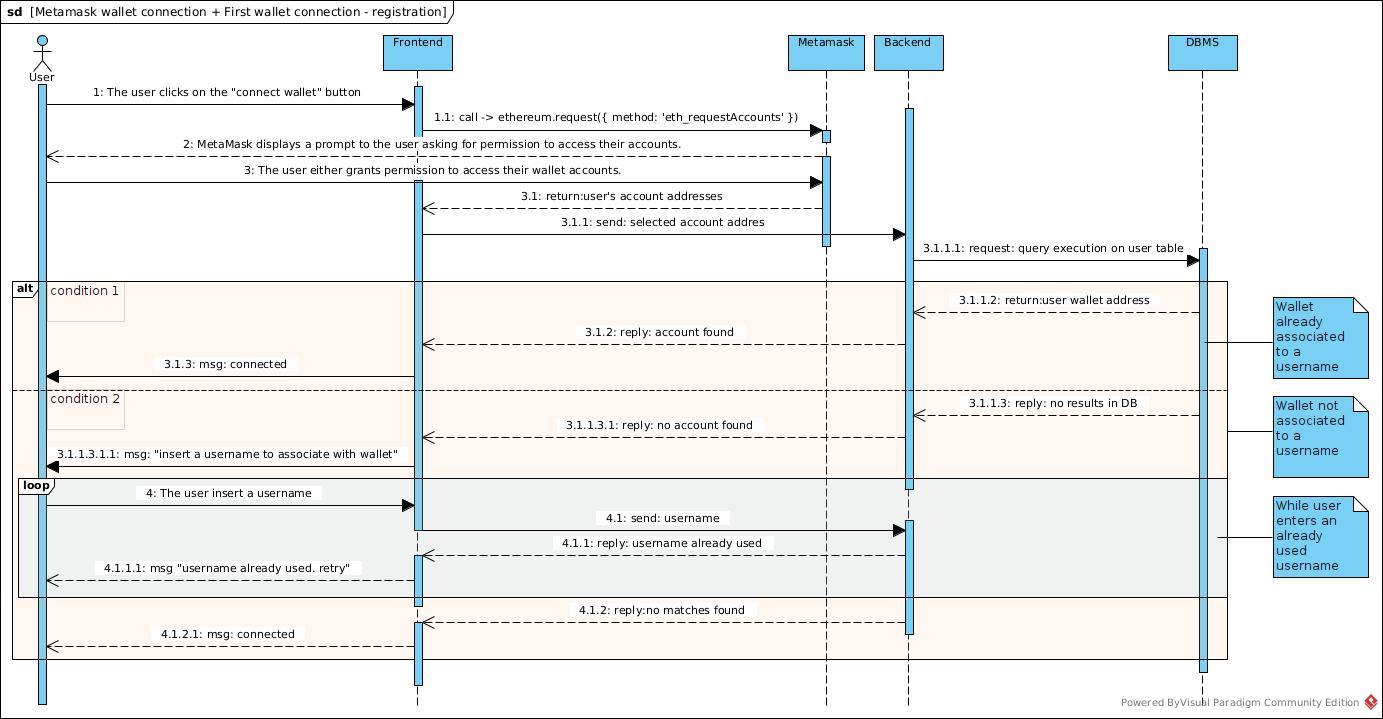 sd [Metamask wallet connection + First wallet connection - registration]
User
Frontend
Metamask
Backend
DBMS
1: The user clicks on the "connect wallet" button
1.1: call -> ethereum.request({ method: 'eth_requestAccounts' })
2: MetaMask displays a prompt to the user asking for permission to access their accounts.
3: The user either grants permission to access their wallet accounts.
3.1: return:user's account addresses
3.1.1: send: selected account addres
3.1.1.1: request: query execution on user table
alt
condition 1
3.1.1.2: return:user wallet address
3.1.2: reply: account found
3.1.3: msg: connected
Wallet
already
associated
to a
username
condition 2
3.1.1.3: reply: no results in DB
3.1.1.3.1: reply: no account found
3.1.1.3.1.1: msg: "insert a username to associate with wallet"
Wallet not
associated
to a
username
loop
4: The user insert a username
4.1: send: username
4.1.1: reply: username already used
4.1.1.1: msg "username already used. retry"
While user
enters an
already
used
username
4.1.2: reply:no matches found
4.1.2.1: msg: connected
Powered ByVisual Paradigm Community Edition